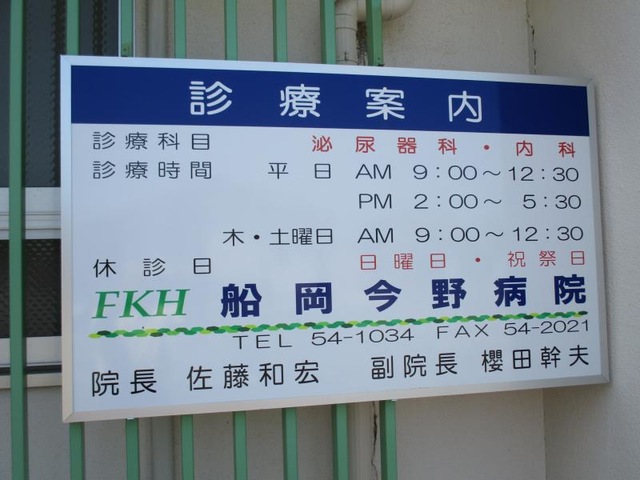 診療案内
診療科目 泌尿器科・内科
診療時間 平日 AM 9:00～12:30
PM 2:00～ 5:30
木・土曜日 AM 9:00～12:30
休診日 日曜日・祝祭日
FKH 船岡今野病院
TEL 54-1034 FAX 54-2021
院長 佐藤和宏 副院長 櫻田幹夫